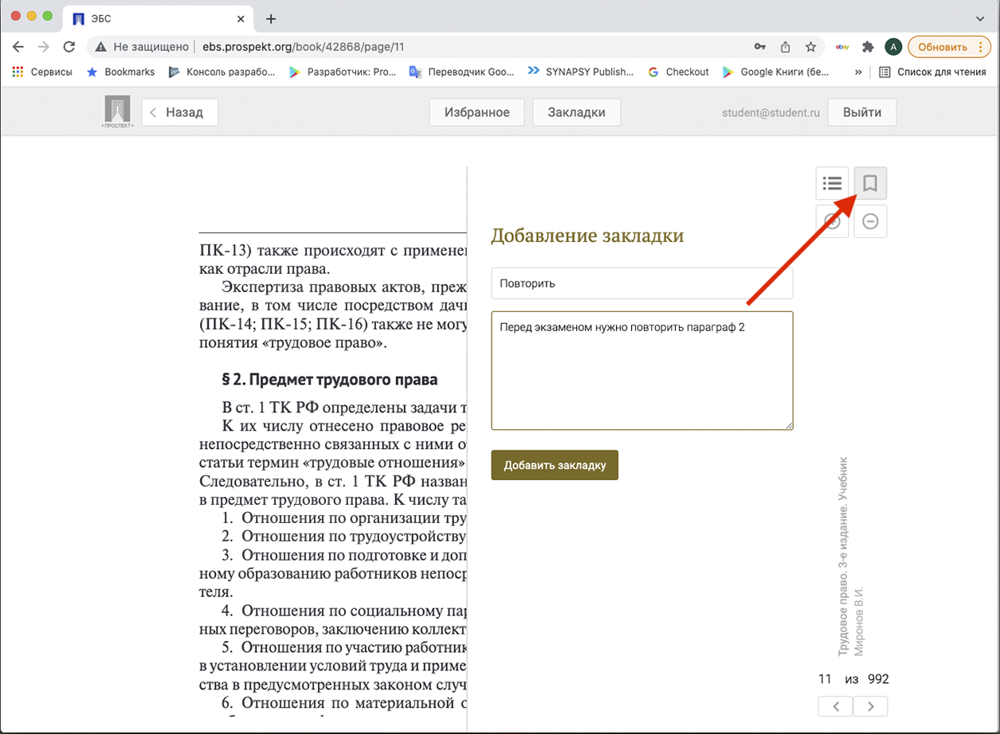 ЭБС
Не защищено ebs.prospekt.org/book/42868/page/11
ebay
A
Обновить
Сервисы
Bookmarks
Консоль разрабо...
Разработчик: Pro...
Переводчик Goo...
SYNAPSY Publish...
Checkout
Google Книги (бе...
»
Список для чтения
•ПРОСПЕКТ•
Назад
Избранное
Закладки
student@student.ru
Выйти
ПК-13) также происходят с применен
как отрасли права.
Экспертиза правовых актов, преж
вание, в том числе посредством дачи
(ПК-14; ПК-15; ПК-16) также не могу
понятия «трудовое право».
§ 2. Предмет трудового права
В ст. 1 ТК РФ определены задачи т
К их числу отнесено правовое ре
непосредственно связанных с ними о
статьи термин «трудовые отношения»
Следовательно, в ст. 1 ТК РФ назван
в предмет трудового права. К числу та
1. Отношения по организации тру
2. Отношения по трудоустройству
3. Отношения по подготовке и доп
ному образованию работников непоср
теля.
4. Отношения по социальному пар
ных переговоров, заключению коллект
5. Отношения по участию работник
в установлении условий труда и приме
ства в предусмотренных законом случ
6. Отношения по материальной о
Добавление закладки
Повторить
Перед экзаменом нужно повторить параграф 2
Добавить закладку
Трудовое право. 3-е издание. Учебник
Миронов В.И.
11 из 992